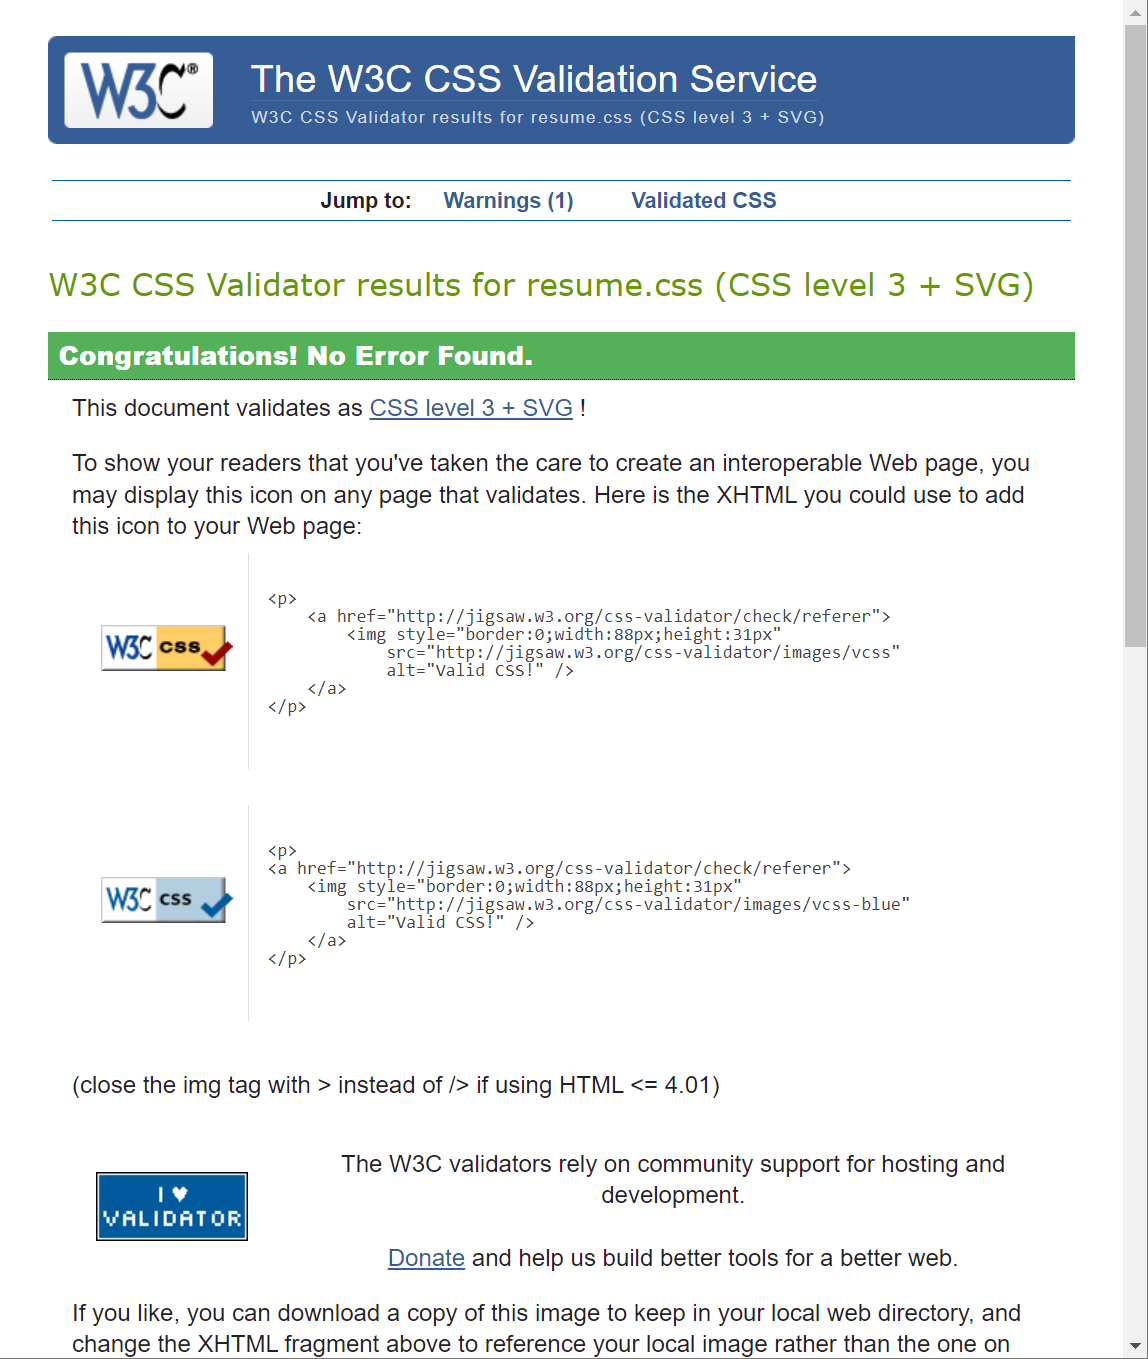 W3C®
The W3C CSS Validation Service
W3C CSS Validator results for resume.css (CSS level 3 + SVG)
Jump to: Warnings (1) Validated CSS
W3C CSS Validator results for resume.css (CSS level 3 + SVG)
Congratulations! No Error Found.
This document validates as CSS level 3 + SVG !
To show your readers that you've taken the care to create an interoperable Web page, you
may display this icon on any page that validates. Here is the XHTML you could use to add
this icon to your Web page:
W3C css
<p>
    <a href="http://jigsaw.w3.org/css-validator/check/referer">
        <img style="border:0;width:88px;height:31px"
            src="http://jigsaw.w3.org/css-validator/images/vcss"
            alt="Valid CSS!" />
    </a>
</p>
W3C css
<p>
<a href="http://jigsaw.w3.org/css-validator/check/referer">
    <img style="border:0;width:88px;height:31px"
        src="http://jigsaw.w3.org/css-validator/images/vcss-blue"
        alt="Valid CSS!" />
    </a>
</p>
(close the img tag with > instead of /> if using HTML <= 4.01)
I ♥
VALIDATOR
The W3C validators rely on community support for hosting and
development.
Donate and help us build better tools for a better web.
If you like, you can download a copy of this image to keep in your local web directory, and
change the XHTML fragment above to reference your local image rather than the one on